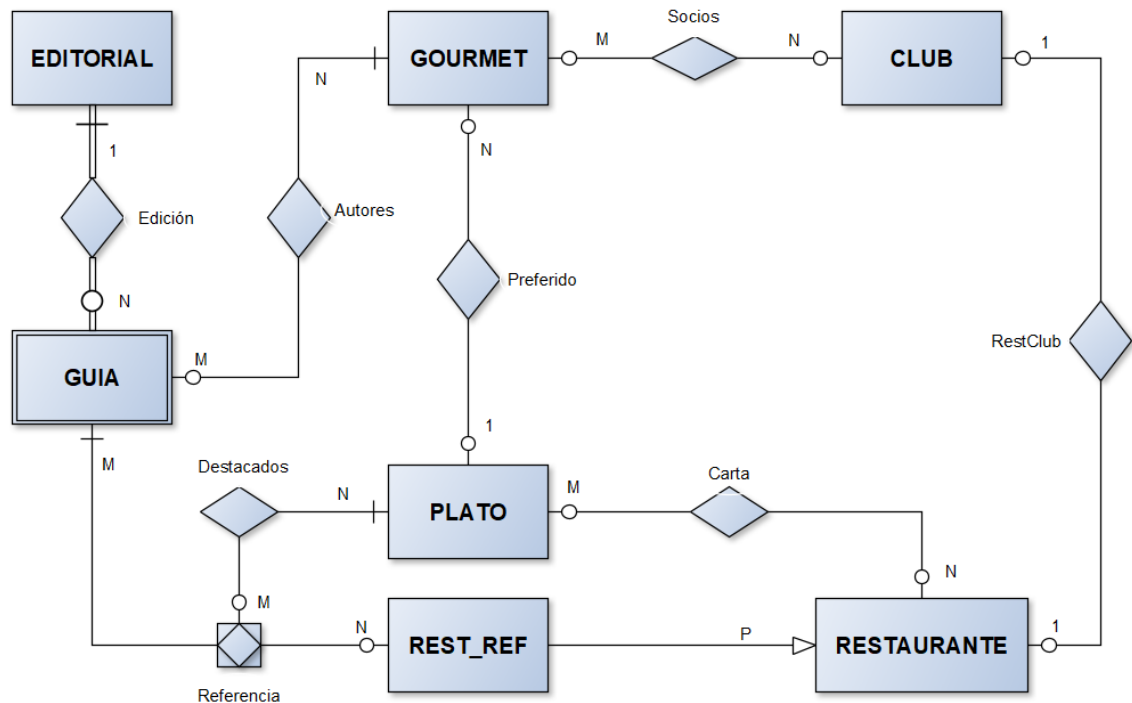 Socios
EDITORIAL
GOURMET
M
N
CLUB
1
N
1
N
Edición
Autores
N
Preferido
RestClub
GUIA
M
1
M
Destacados
N
PLATO
M
Carta
N
M
N
REST_REF
P
RESTAURANTE
1
Referencia